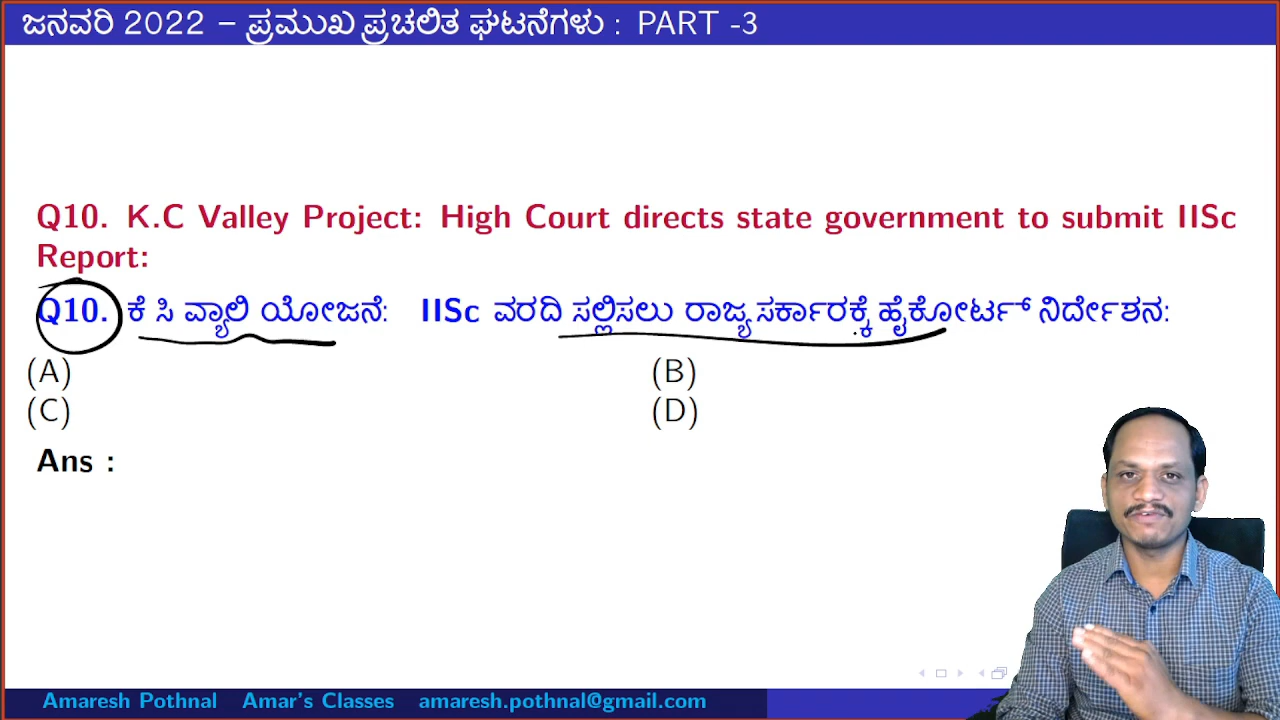 ಜನವರಿ 2022 – ಪ್ರಮುಖ ಪ್ರಚಲಿತ ಘಟನೆಗಳು : PART -3
Q10. K.C Valley Project: High Court directs state government to submit IISc
Report:
Q10. ಕೆ ಸಿ ವ್ಯಾಲಿ ಯೋಜನೆ: IISc ವರದಿ ಸಲ್ಲಿಸಲು ರಾಜ್ಯ ಸರ್ಕಾರಕ್ಕೆ ಹೈಕೋರ್ಟ್ ನಿರ್ದೇಶನ:
(A) (B)
(C) (D)
Ans :
Amaresh Pothnal Amar's Classes amaresh.pothnal@gmail.com